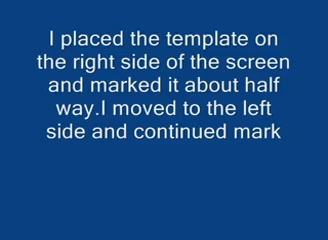 I placed the template on
the right side of the screen
and marked it about half
way.I moved to the left
side and continued mark